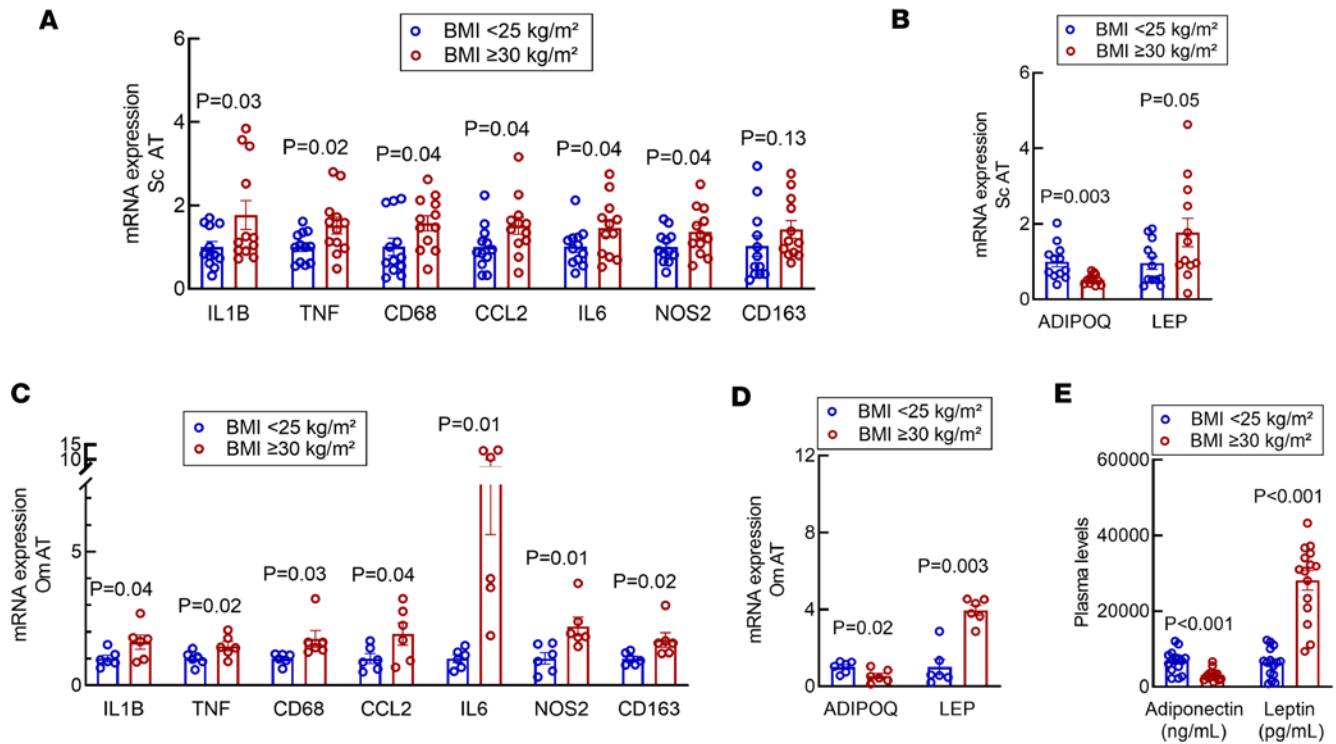 A
BMI <25 kg/m²
BMI ≥30 kg/m²
mRNA expression
Sc AT
6
4
2
0
P=0.03
P=0.02
P=0.04
P=0.04
P=0.04
P=0.04
P=0.13
IL1B TNF CD68 CCL2 IL6 NOS2 CD163
B
BMI <25 kg/m²
BMI ≥30 kg/m²
mRNA expression
Sc AT
6
4
2
0
P=0.003
P=0.05
ADIPOQ LEP
C
BMI <25 kg/m²
BMI ≥30 kg/m²
mRNA expression
Om AT
15
10
5
0
P=0.04
P=0.02
P=0.03
P=0.04
P=0.01
P=0.01
P=0.02
IL1B TNF CD68 CCL2 IL6 NOS2 CD163
D
BMI <25 kg/m²
BMI ≥30 kg/m²
mRNA expression
Om AT
12
8
4
0
P=0.02
P=0.003
ADIPOQ LEP
E
BMI <25 kg/m²
BMI ≥30 kg/m²
Plasma levels
60000
40000
20000
0
P<0.001
P<0.001
Adiponectin Leptin
(ng/mL) (pg/mL)